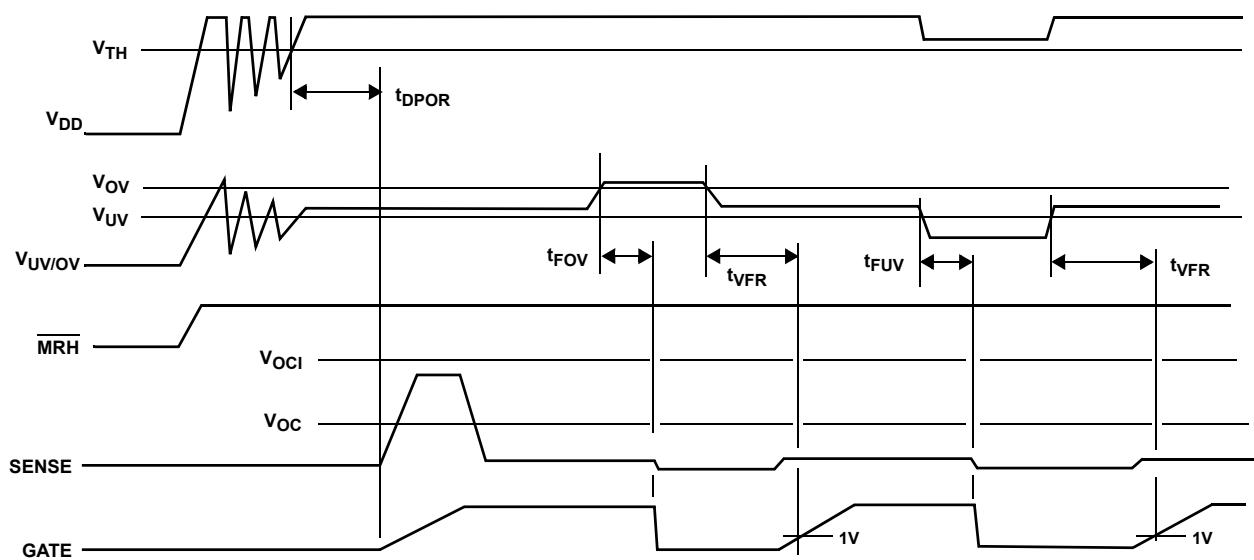 VTH
tDPOR
VDD
VOV
VUV
VUV/OV
tFOV
tVFR
tFUV
tVFR
MRH
VOCI
VOC
SENSE
GATE
1V
1V